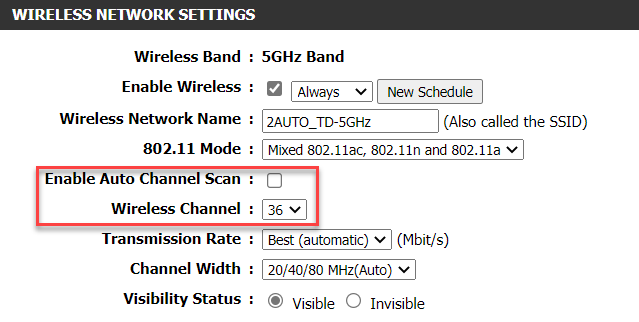 WIRELESS NETWORK SETTINGS
Wireless Band : 5GHz Band
Enable Wireless : Always New Schedule
Wireless Network Name : 2AUTO_TD-5GHz (Also called the SSID)
802.11 Mode : Mixed 802.11ac, 802.11n and 802.11a
Enable Auto Channel Scan :
Wireless Channel : 36
Transmission Rate : Best (automatic) (Mbit/s)
Channel Width : 20/40/80 MHz(Auto)
Visibility Status : Visible Invisible